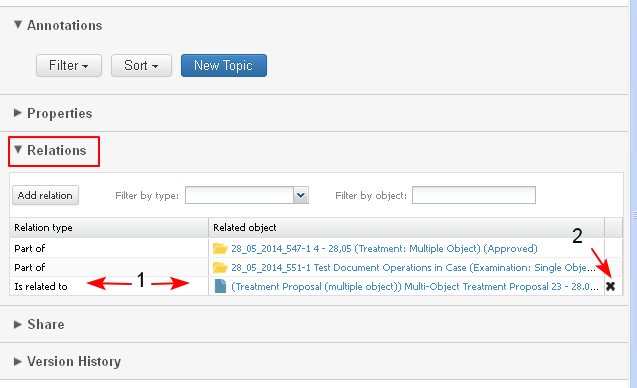 Annotations
Filter Sort New Topic
Properties
Relations
Add relation Filter by type: Filter by object:
Relation type Related object 2
Part of 28_05_2014_547-1 4 - 28,05 (Treatment: Multiple Object) (Approved)
Part of 28_05_2014_551-1 Test Document Operations in Case (Examination: Single Obje...
Is related to 1 (Treatment Proposal (multiple object)) Multi-Object Treatment Proposal 23 - 28.0...
Share
Version History